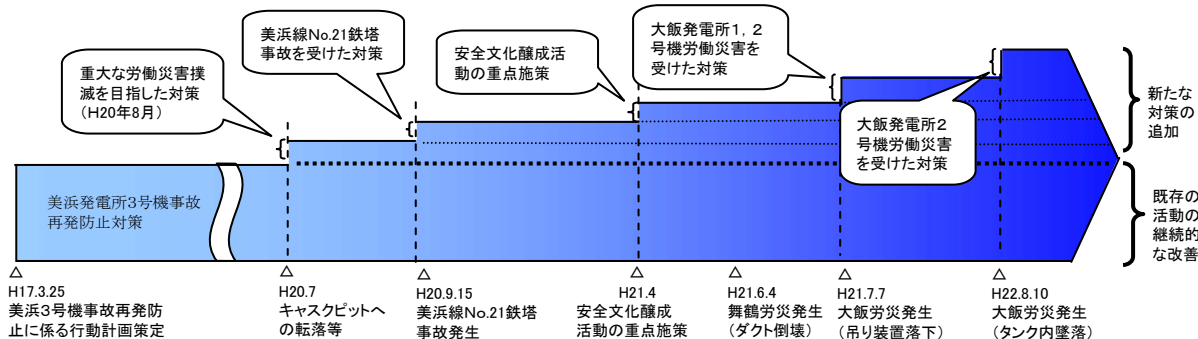 美浜線No.21鉄塔
事故を受けた対策
大飯発電所1,2
号機労働災害を
受けた対策
安全文化醸成活
動の重点施策
重大な労働災害撲
滅を目指した対策
（H20年8月）
新たな
対策の
追加
大飯発電所2
号機労働災害
を受けた対策
美浜発電所3号機事故
再発防止対策
既存の
活動の
継続的
な改善
△
H17.3.25
美浜3号機事故再発防
止に係る行動計画策定
△
H20.7
キャスクピットへ
の転落等
△
H20.9.15
美浜線No.21鉄塔
事故発生
△
H21.4
安全文化醸成
活動の重点施策
△
H21.6.4
舞鶴労災発生
（ダクト倒壊）
△
H21.7.7
大飯労災発生
（吊り装置落下）
△
H22.8.10
大飯労災発生
（タンク内墜落）